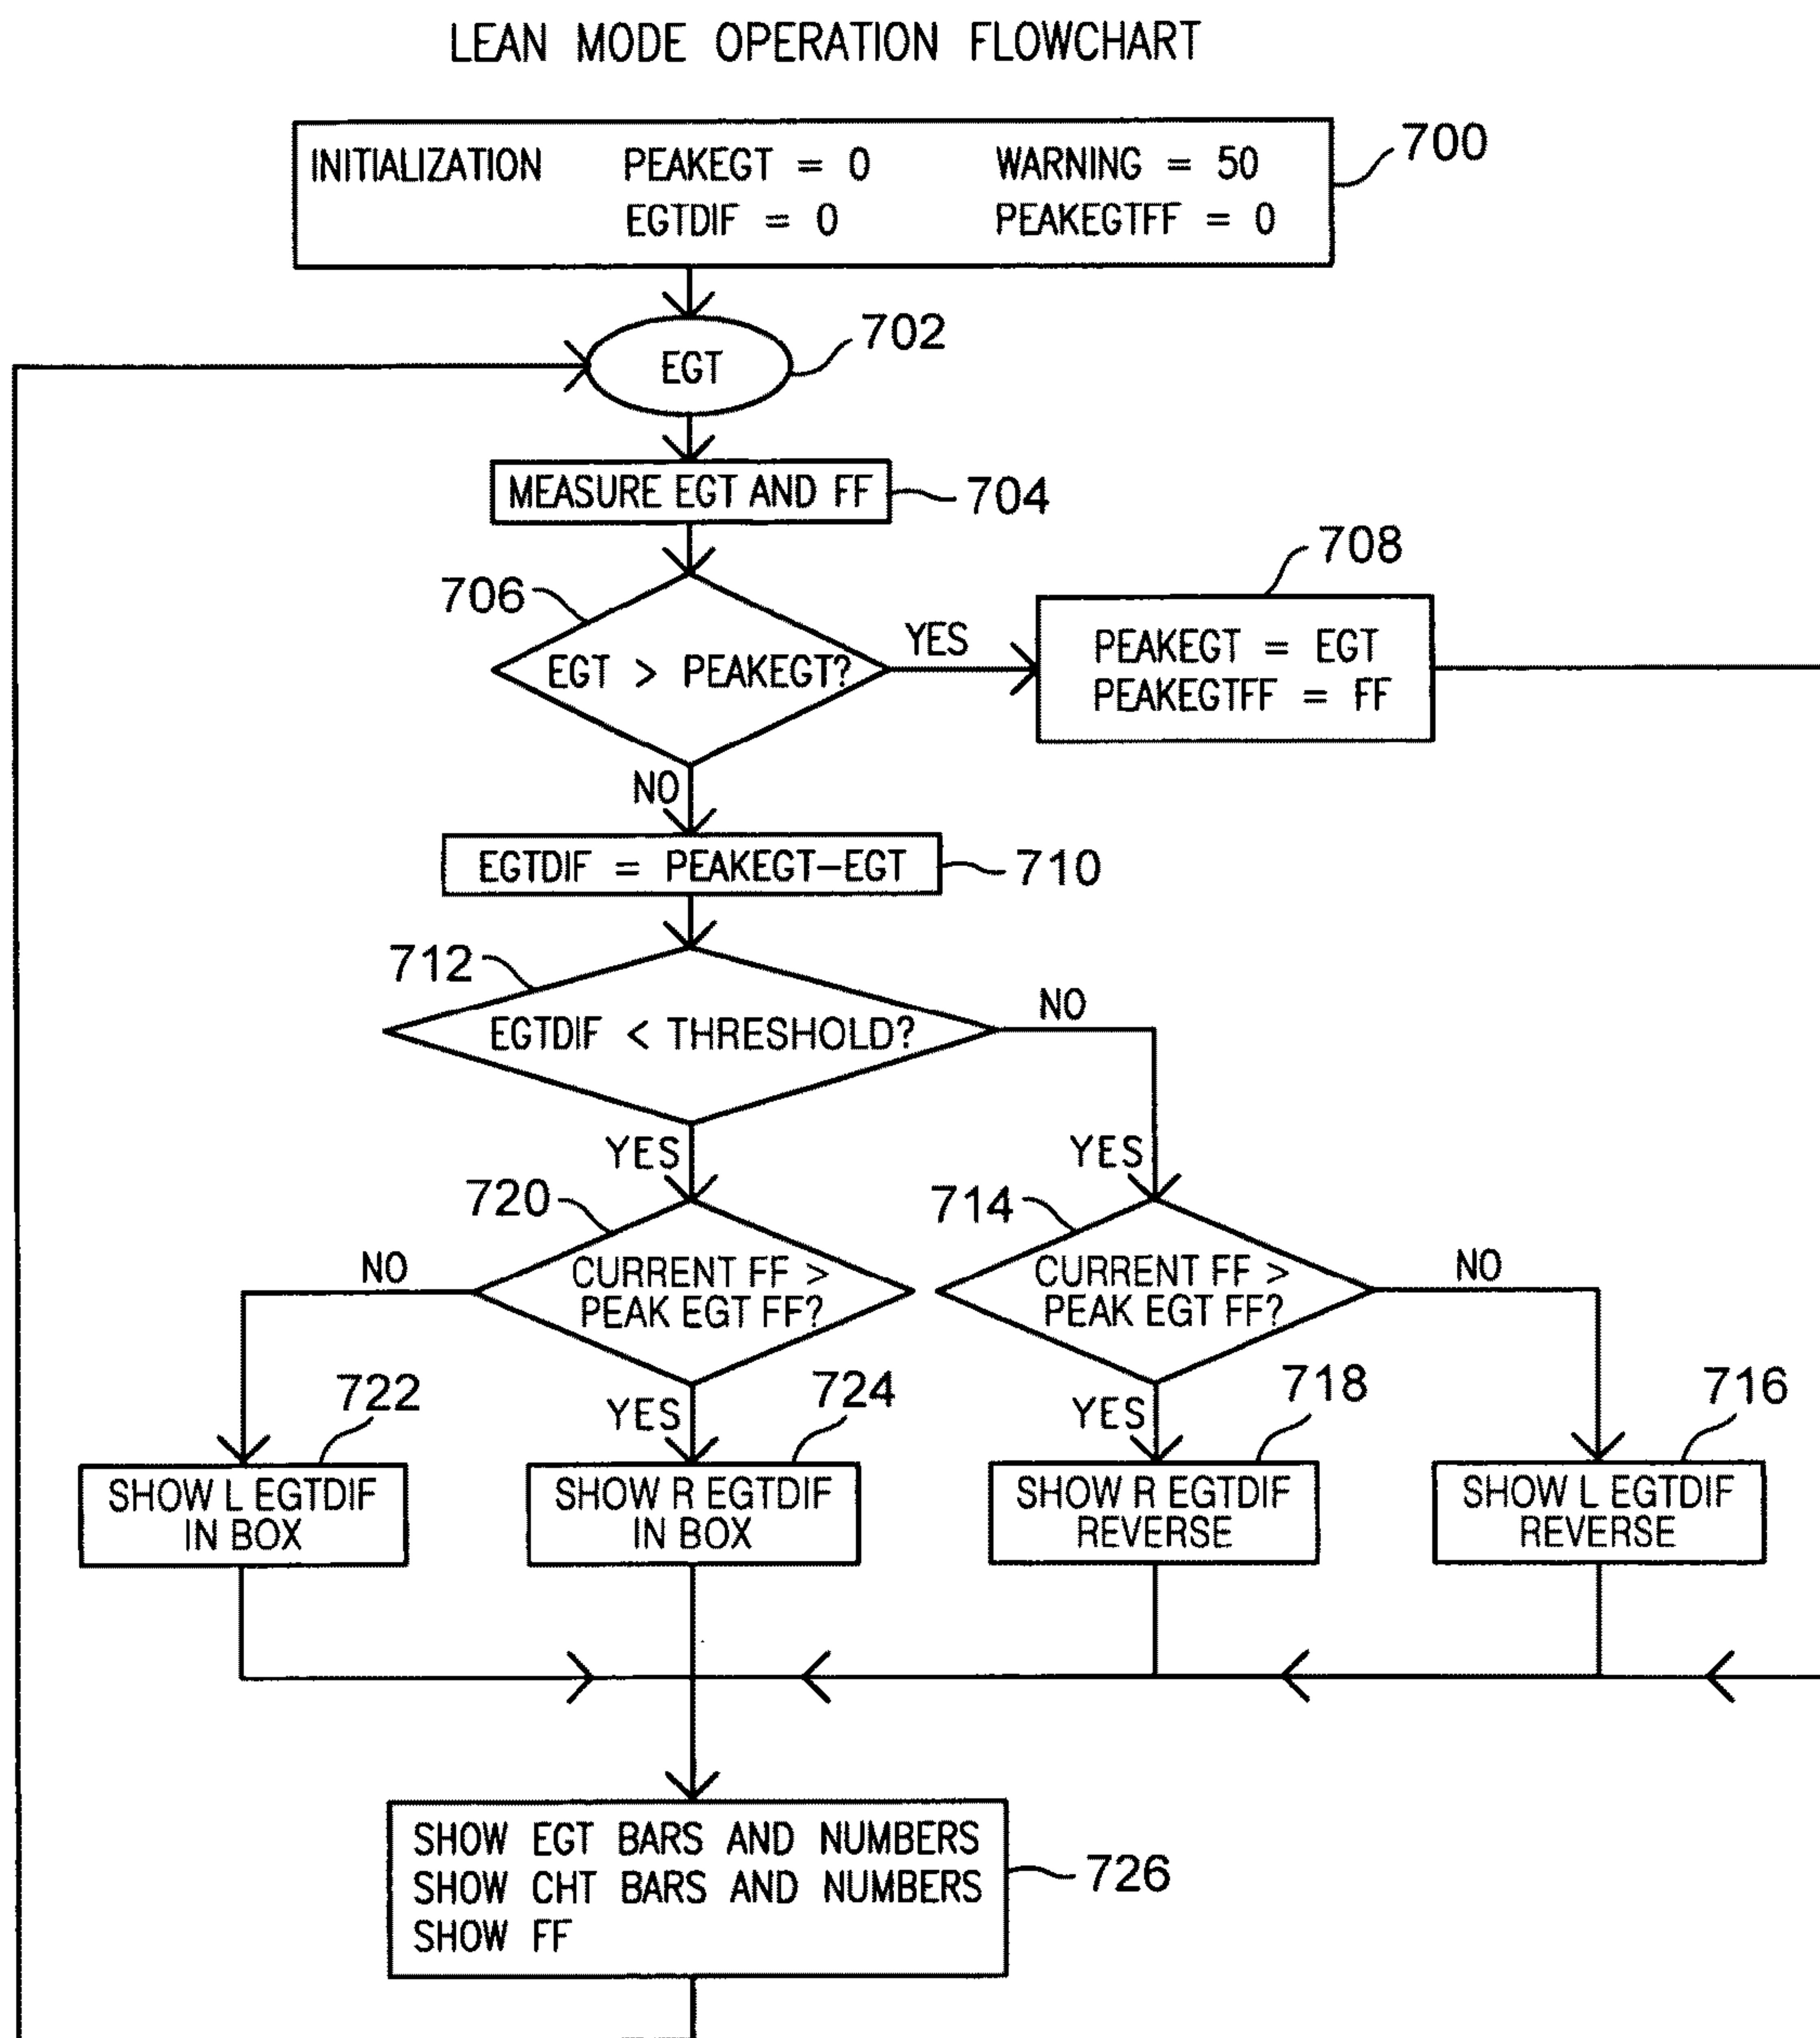 LEAN MODE OPERATION FLOWCHART
INITIALIZATION PEAKEGT = 0 WARNING = 50
EGTDIF = 0 PEAKEGTFF = 0
700
EGT
702
MEASURE EGT AND FF
704
706
EGT > PEAKEGT?
YES
708
PEAKEGT = EGT
PEAKEGTFF = FF
NO
EGTDIF = PEAKEGT-EGT
710
712
EGTDIF < THRESHOLD?
NO
YES
YES
720
CURRENT FF >
PEAK EGT FF?
NO
714
CURRENT FF >
PEAK EGT FF?
NO
722
SHOW L EGTDIF
IN BOX
YES
724
SHOW R EGTDIF
IN BOX
YES
718
SHOW R EGTDIF
REVERSE
716
SHOW L EGTDIF
REVERSE
SHOW EGT BARS AND NUMBERS
SHOW CHT BARS AND NUMBERS
SHOW FF
726